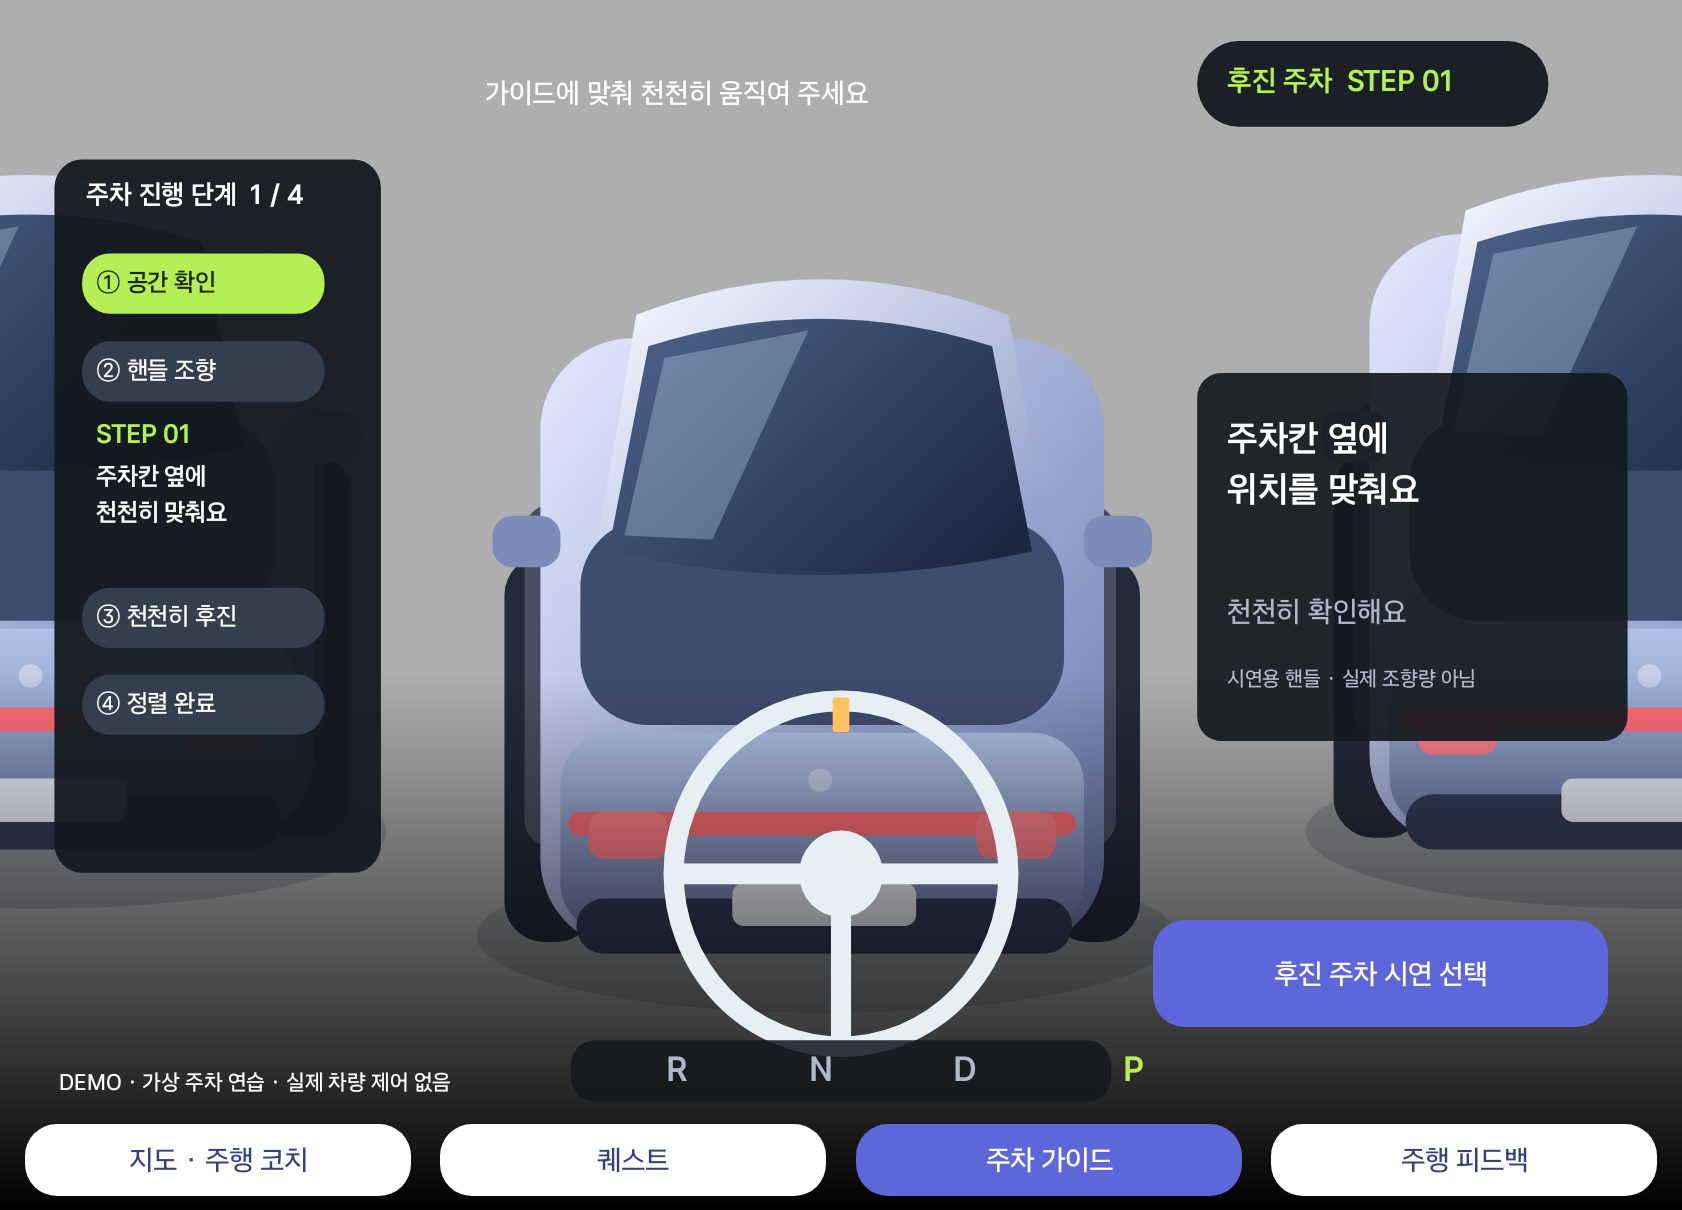 가이드에 맞춰 천천히 움직여 주세요
후진 주차 STEP 01
주차 진행 단계 1 / 4
① 공간 확인
② 핸들 조향
STEP 01
주차칸 옆에
천천히 맞춰요
③ 천천히 후진
④ 정렬 완료
주차칸 옆에
위치를 맞춰요
천천히 확인해요
시연용 핸들 · 실제 조향량 아님
후진 주차 시연 선택
R N D P
DEMO · 가상 주차 연습 · 실제 차량 제어 없음
지도 · 주행 코치
퀘스트
주차 가이드
주행 피드백